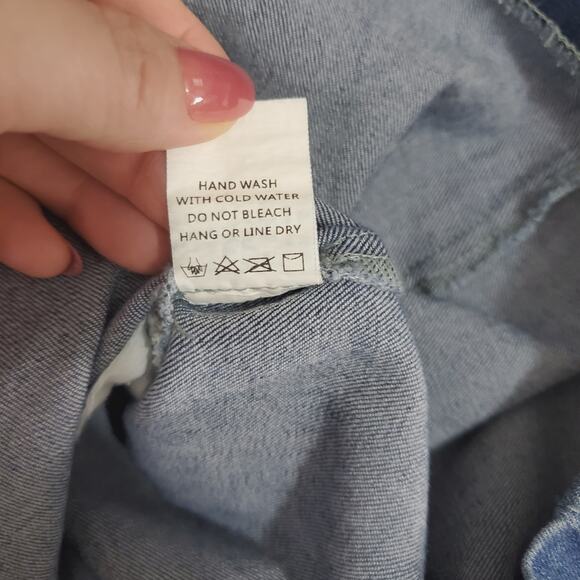 HAND WASH
WITH COLD WATER
DO NOT BLEACH
HANG OR LINE DRY